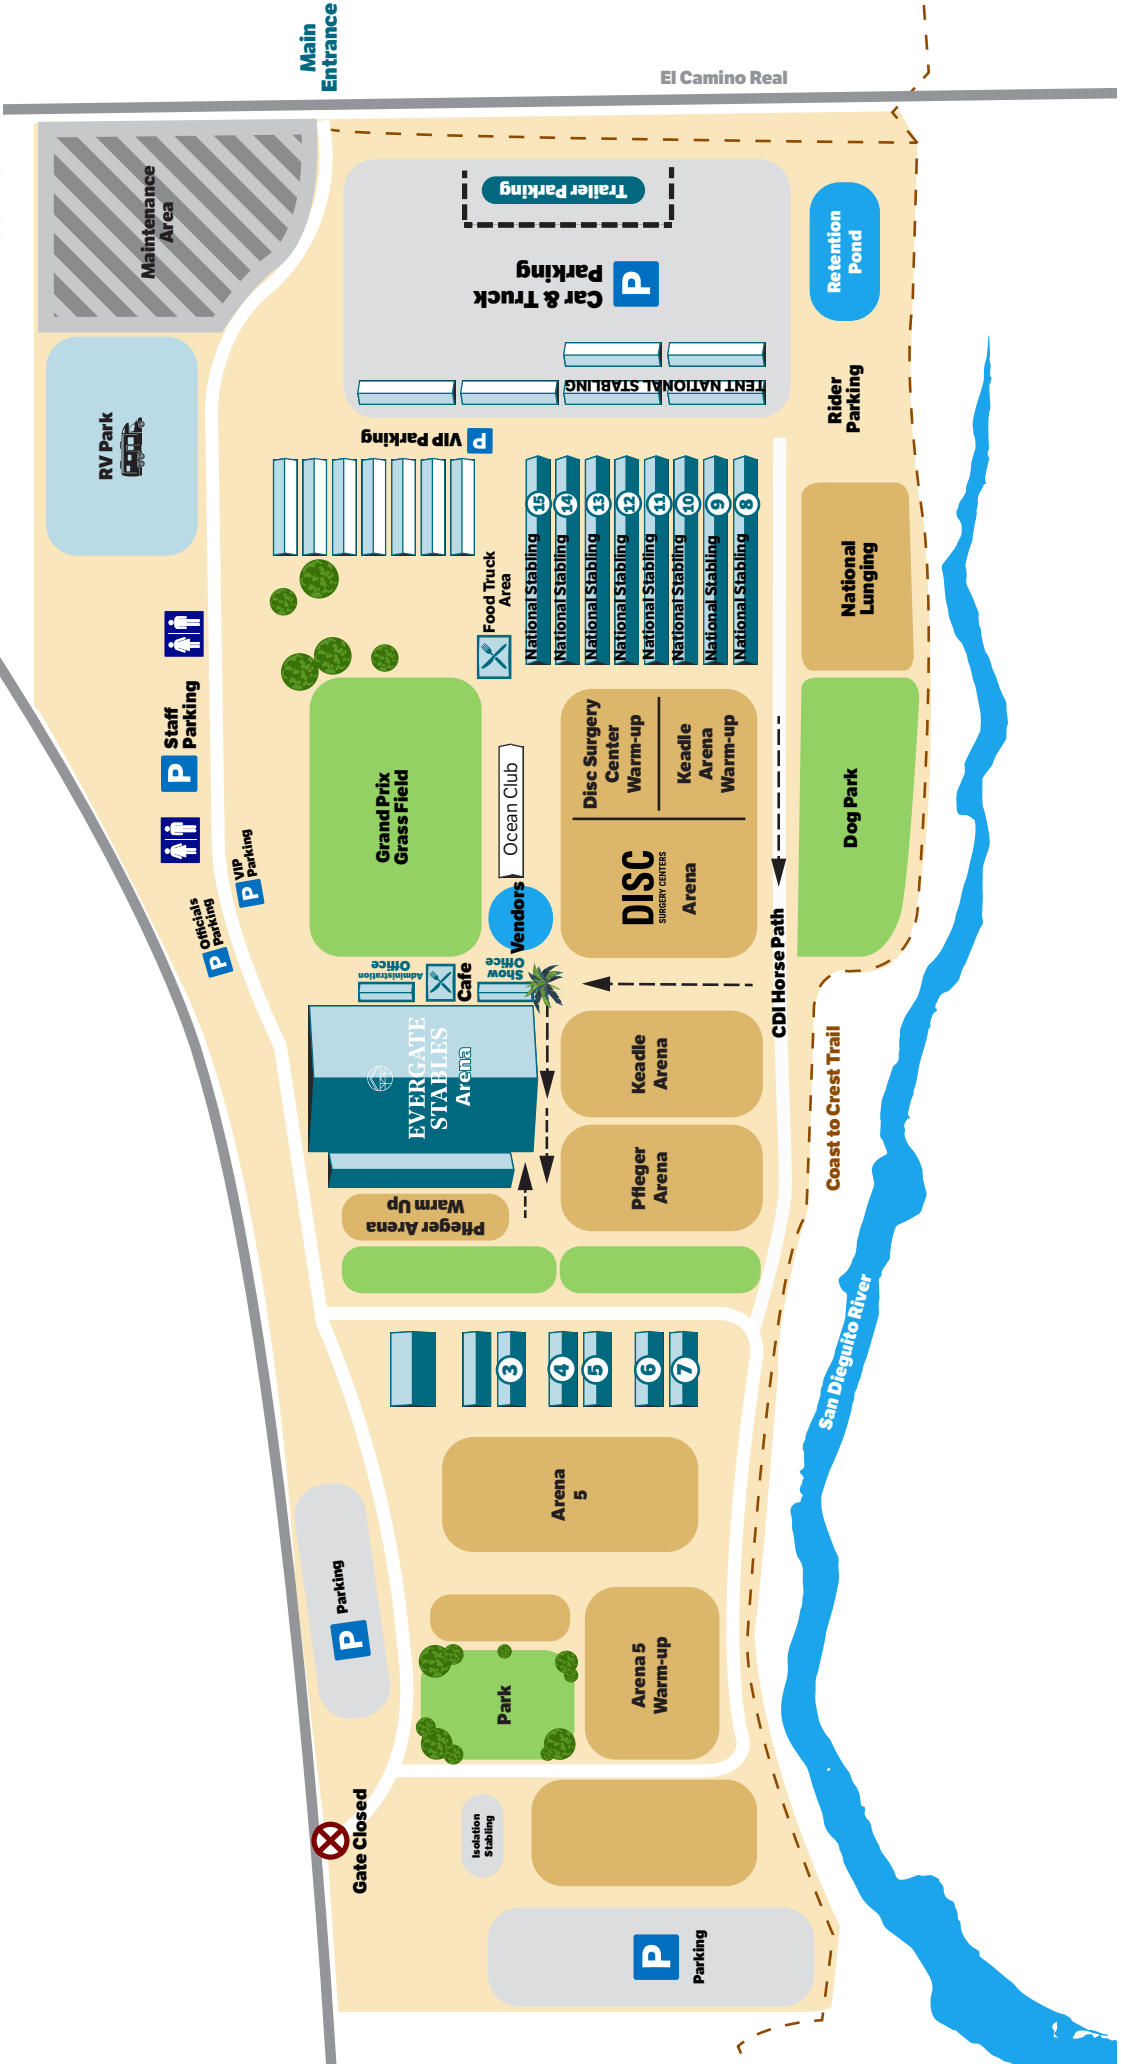 Main
Entrance
El Camino Real
Maintenance
Area
Trailer Parking
Car & Truck
Parking
P
Retention
Pond
TENT NATIONAL STABLING
Rider
Parking
RV Park
VIP Parking
P
National Stabling 15
National Stabling 14
National Stabling 13
National Stabling 12
National Stabling 11
National Stabling 10
National Stabling 9
National Stabling 8
National
Lunging
Food Truck
Area
Staff
Parking
P
Grand Prix
Grass Field
Ocean Club
Disc Surgery
Center
Warm-up
Keadle
Arena
Warm-up
Dog Park
VIP
Parking
P
Officials
Parking
P
Vendors
DISC
SURGERY CENTERS
Arena
Administration
Office
Cafe
Show
Office
CDI Horse Path
EVERGATE
STABLES
Arena
Keadle
Arena
Coast to Crest Trail
Pfleger
Arena
Pfleger Arena
Warm Up
San Dieguito River
3
4
5
6
7
Arena
5
Parking
P
Park
Arena 5
Warm-up
Gate Closed
Isolation
Stabling
P
Parking